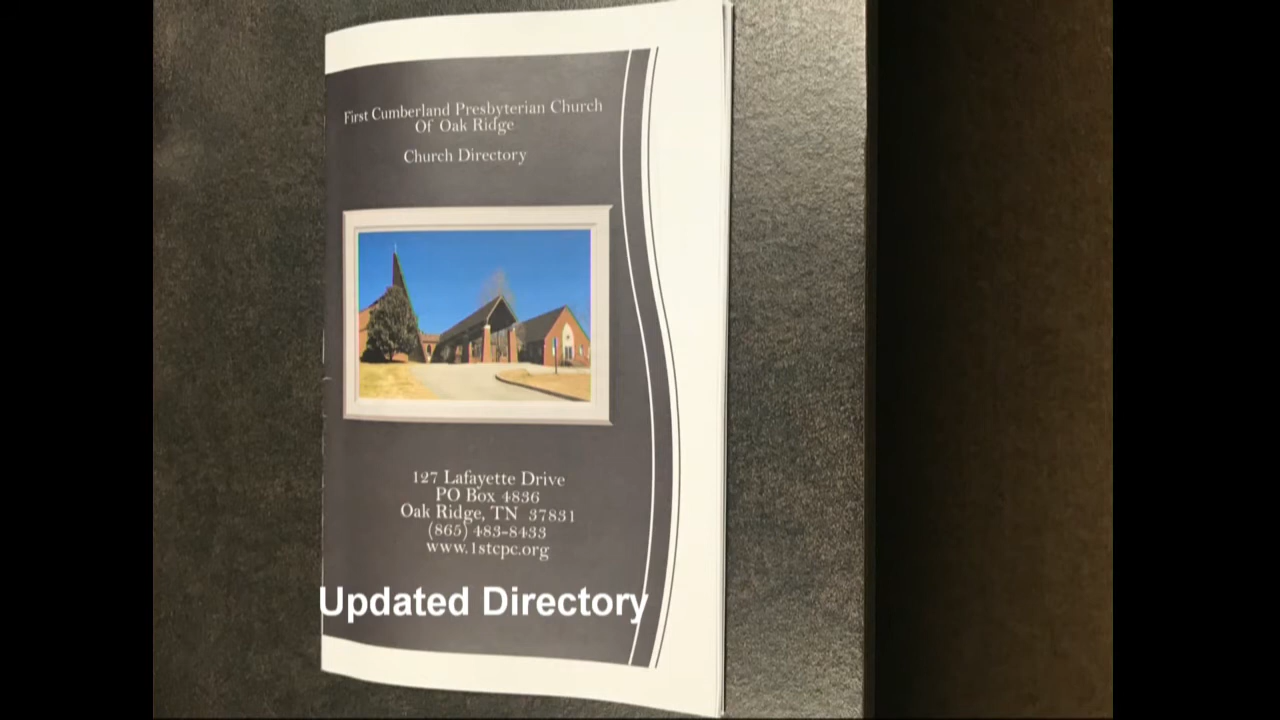 First Cumberland Presbyterian Church
Of Oak Ridge
Church Directory
127 Lafayette Drive
PO Box 4836
Oak Ridge, TN 37831
(865) 483-8433
www.1stcpc.org
Updated Directory